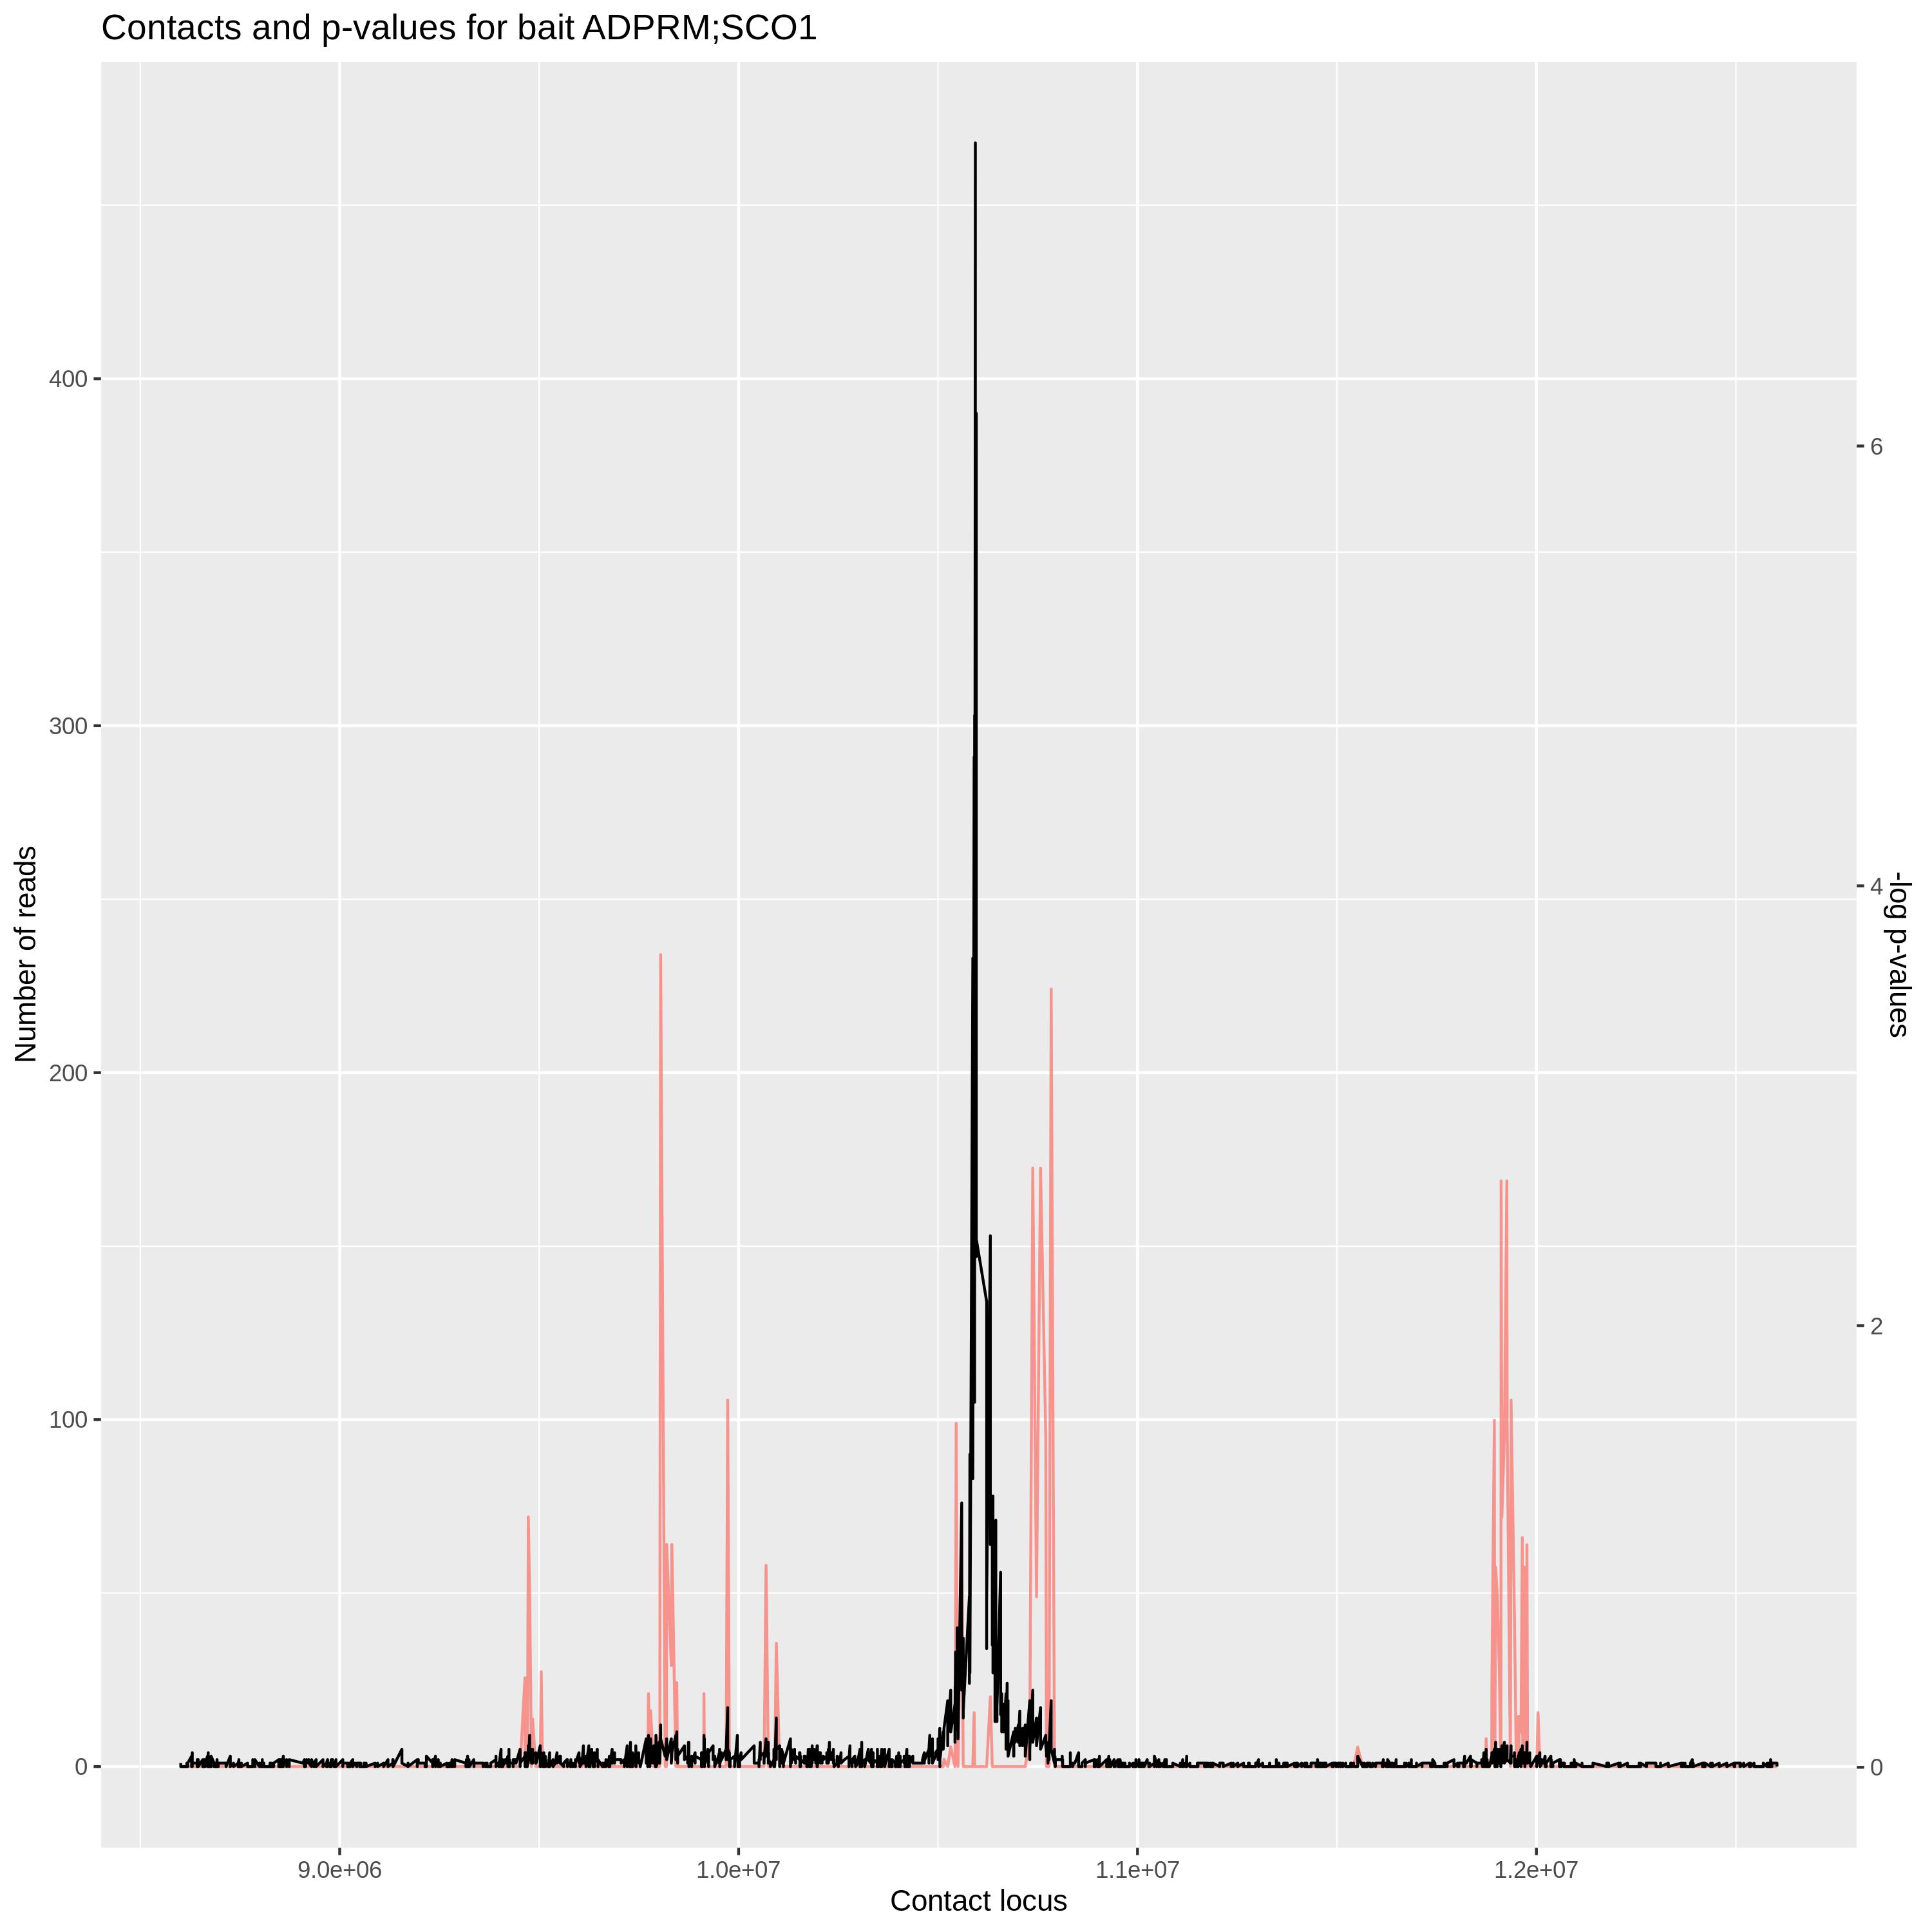 Contacts and p-values for bait ADPRM;SCO1
Number of reads
400
300
200
100
0
6
4
2
0
-log p-values
9.0e+06
1.0e+07
1.1e+07
1.2e+07
Contact locus